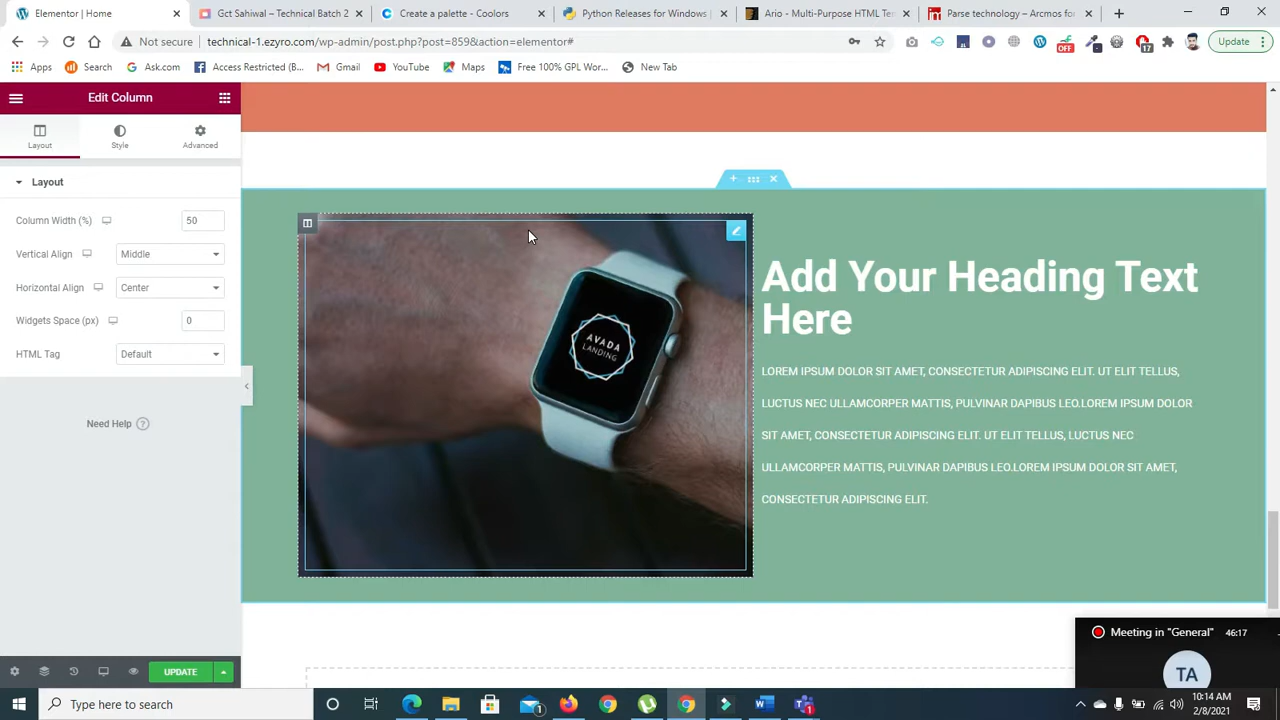 Elementor
Technical Batch 2
Create a palette - Coolors
Python Releases for Windows
Ario - Multi-Purpose HTML Tem
Parse technology – Arcmos for
Not secure
technical-1.ezyro.com/wp-admin/post.php?post=859&action=elementor#
OFF
17
Update
Apps
Search
Ask.com
Access Restricted (B...
Gmail
YouTube
Maps
Free 100% GPL Wor...
New Tab
Edit Column
Layout
Style
Advanced
Layout
Column Width (%)
50
Vertical Align
Middle
Horizontal Align
Center
Widgets Space (px)
0
HTML Tag
Default
Need Help
?
UPDATE
AVADA
LANDING
Add Your Heading Text
Here
LOREM IPSUM DOLOR SIT AMET, CONSECTETUR ADIPISCING ELIT. UT ELIT TELLUS,
LUCTUS NEC ULLAMCORPER MATTIS, PULVINAR DAPIBUS LEO.LOREM IPSUM DOLOR
SIT AMET, CONSECTETUR ADIPISCING ELIT. UT ELIT TELLUS, LUCTUS NEC
ULLAMCORPER MATTIS, PULVINAR DAPIBUS LEO.LOREM IPSUM DOLOR SIT AMET,
CONSECTETUR ADIPISCING ELIT.
Meeting in "General"
46:17
TA
Type here to search
10:14 AM
2/8/2021